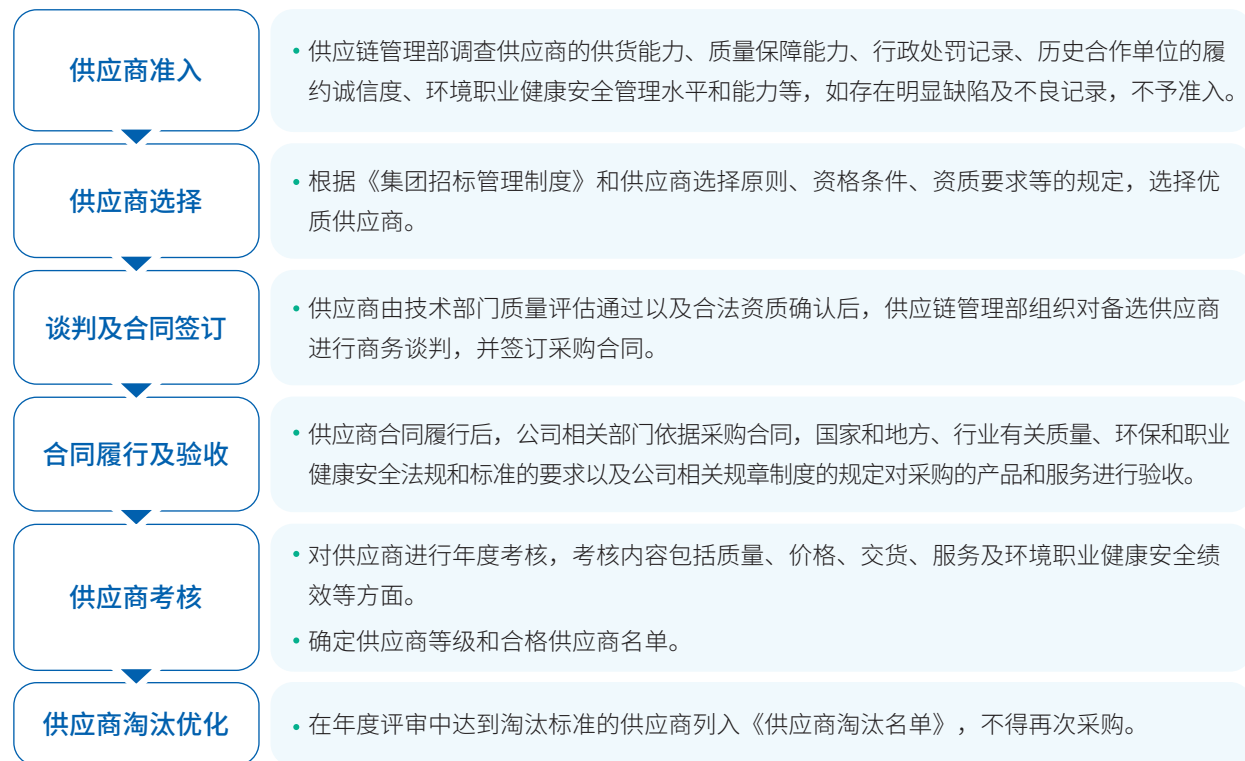 供应商准入
• 供应链管理部调查供应商的供货能力、质量保障能力、行政处罚记录、历史合作单位的履
约诚信度、环境职业健康安全管理水平和能力等，如存在明显缺陷及不良记录，不予准入。
供应商选择
• 根据《集团招标管理制度》和供应商选择原则、资格条件、资质要求等的规定，选择优
质供应商。
谈判及合同签订
• 供应商由技术部门质量评估通过以及合法资质确认后，供应链管理部组织对备选供应商
进行商务谈判，并签订采购合同。
合同履行及验收
• 供应商合同履行后，公司相关部门依据采购合同，国家和地方、行业有关质量、环保和职业
健康安全法规和标准的要求以及公司相关规章制度的规定对采购的产品和服务进行验收。
供应商考核
• 对供应商进行年度考核，考核内容包括质量、价格、交货、服务及环境职业健康安全绩
效等方面。
• 确定供应商等级和合格供应商名单。
供应商淘汰优化
• 在年度评审中达到淘汰标准的供应商列入《供应商淘汰名单》，不得再次采购。